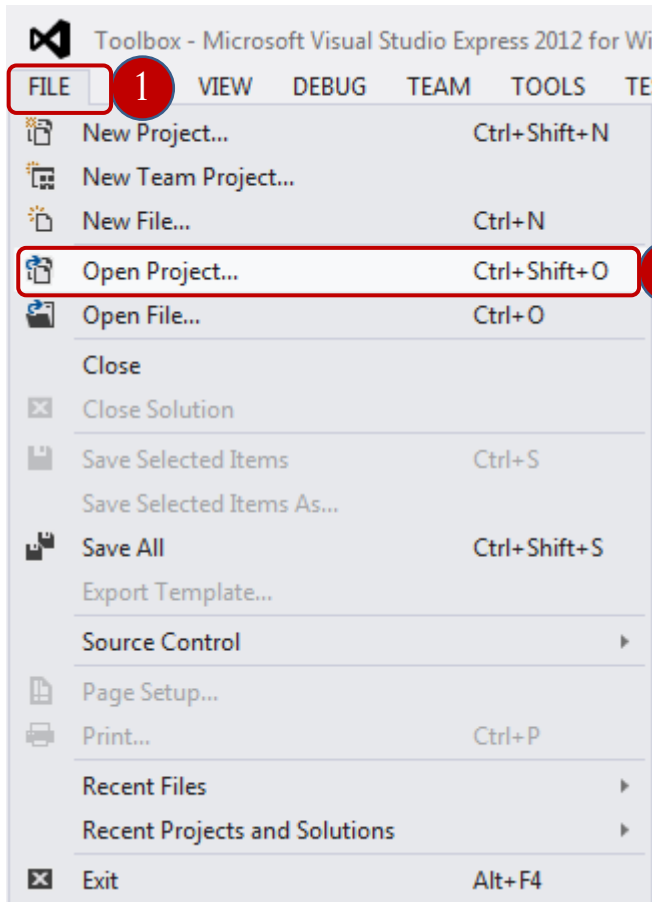 Toolbox - Microsoft Visual Studio Express 2012 for Wi
FILE 1 VIEW DEBUG TEAM TOOLS TE
New Project... Ctrl+Shift+N
New Team Project...
New File... Ctrl+N
Open Project... Ctrl+Shift+O
Open File... Ctrl+O
Close
Close Solution
Save Selected Items Ctrl+S
Save Selected Items As...
Save All Ctrl+Shift+S
Export Template...
Source Control
Page Setup...
Print... Ctrl+P
Recent Files
Recent Projects and Solutions
Exit Alt+F4